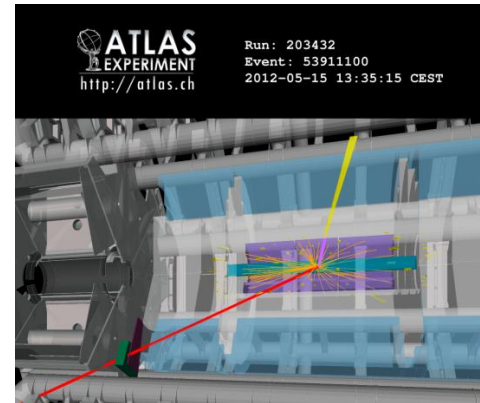 ATLAS
EXPERIMENT
http://atlas.ch
Run: 203432
Event: 53911100
2012-05-15 13:35:15 CEST